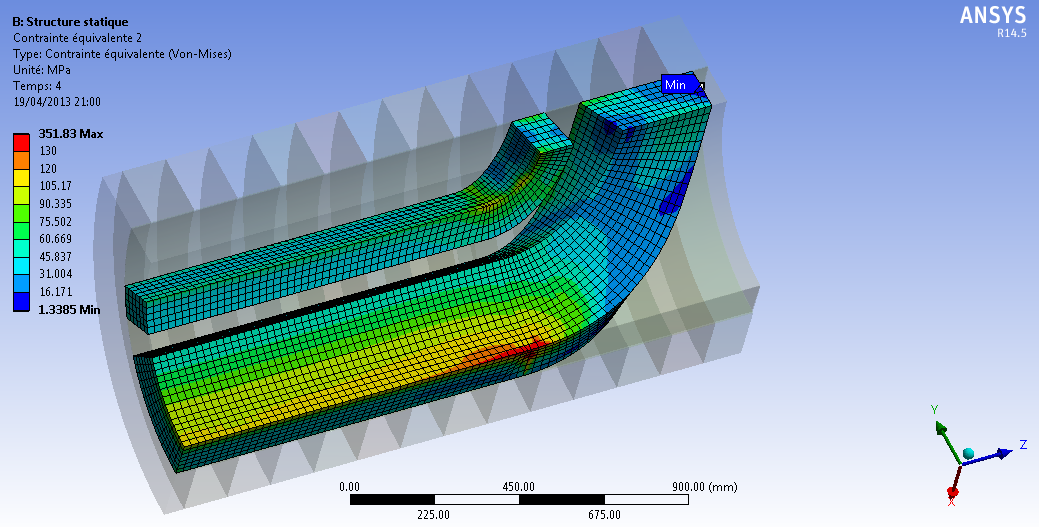 B: Structure statique
Contrainte équivalente 2
Type: Contrainte équivalente (Von-Mises)
Unité: MPa
Temps: 4
19/04/2013 21:00
ANSYS
R14.5
351.83 Max
130
120
105.17
90.335
75.502
60.669
45.837
31.004
16.171
1.3385 Min
Min
Y
Z
X
0.00 450.00 900.00 (mm)
225.00 675.00